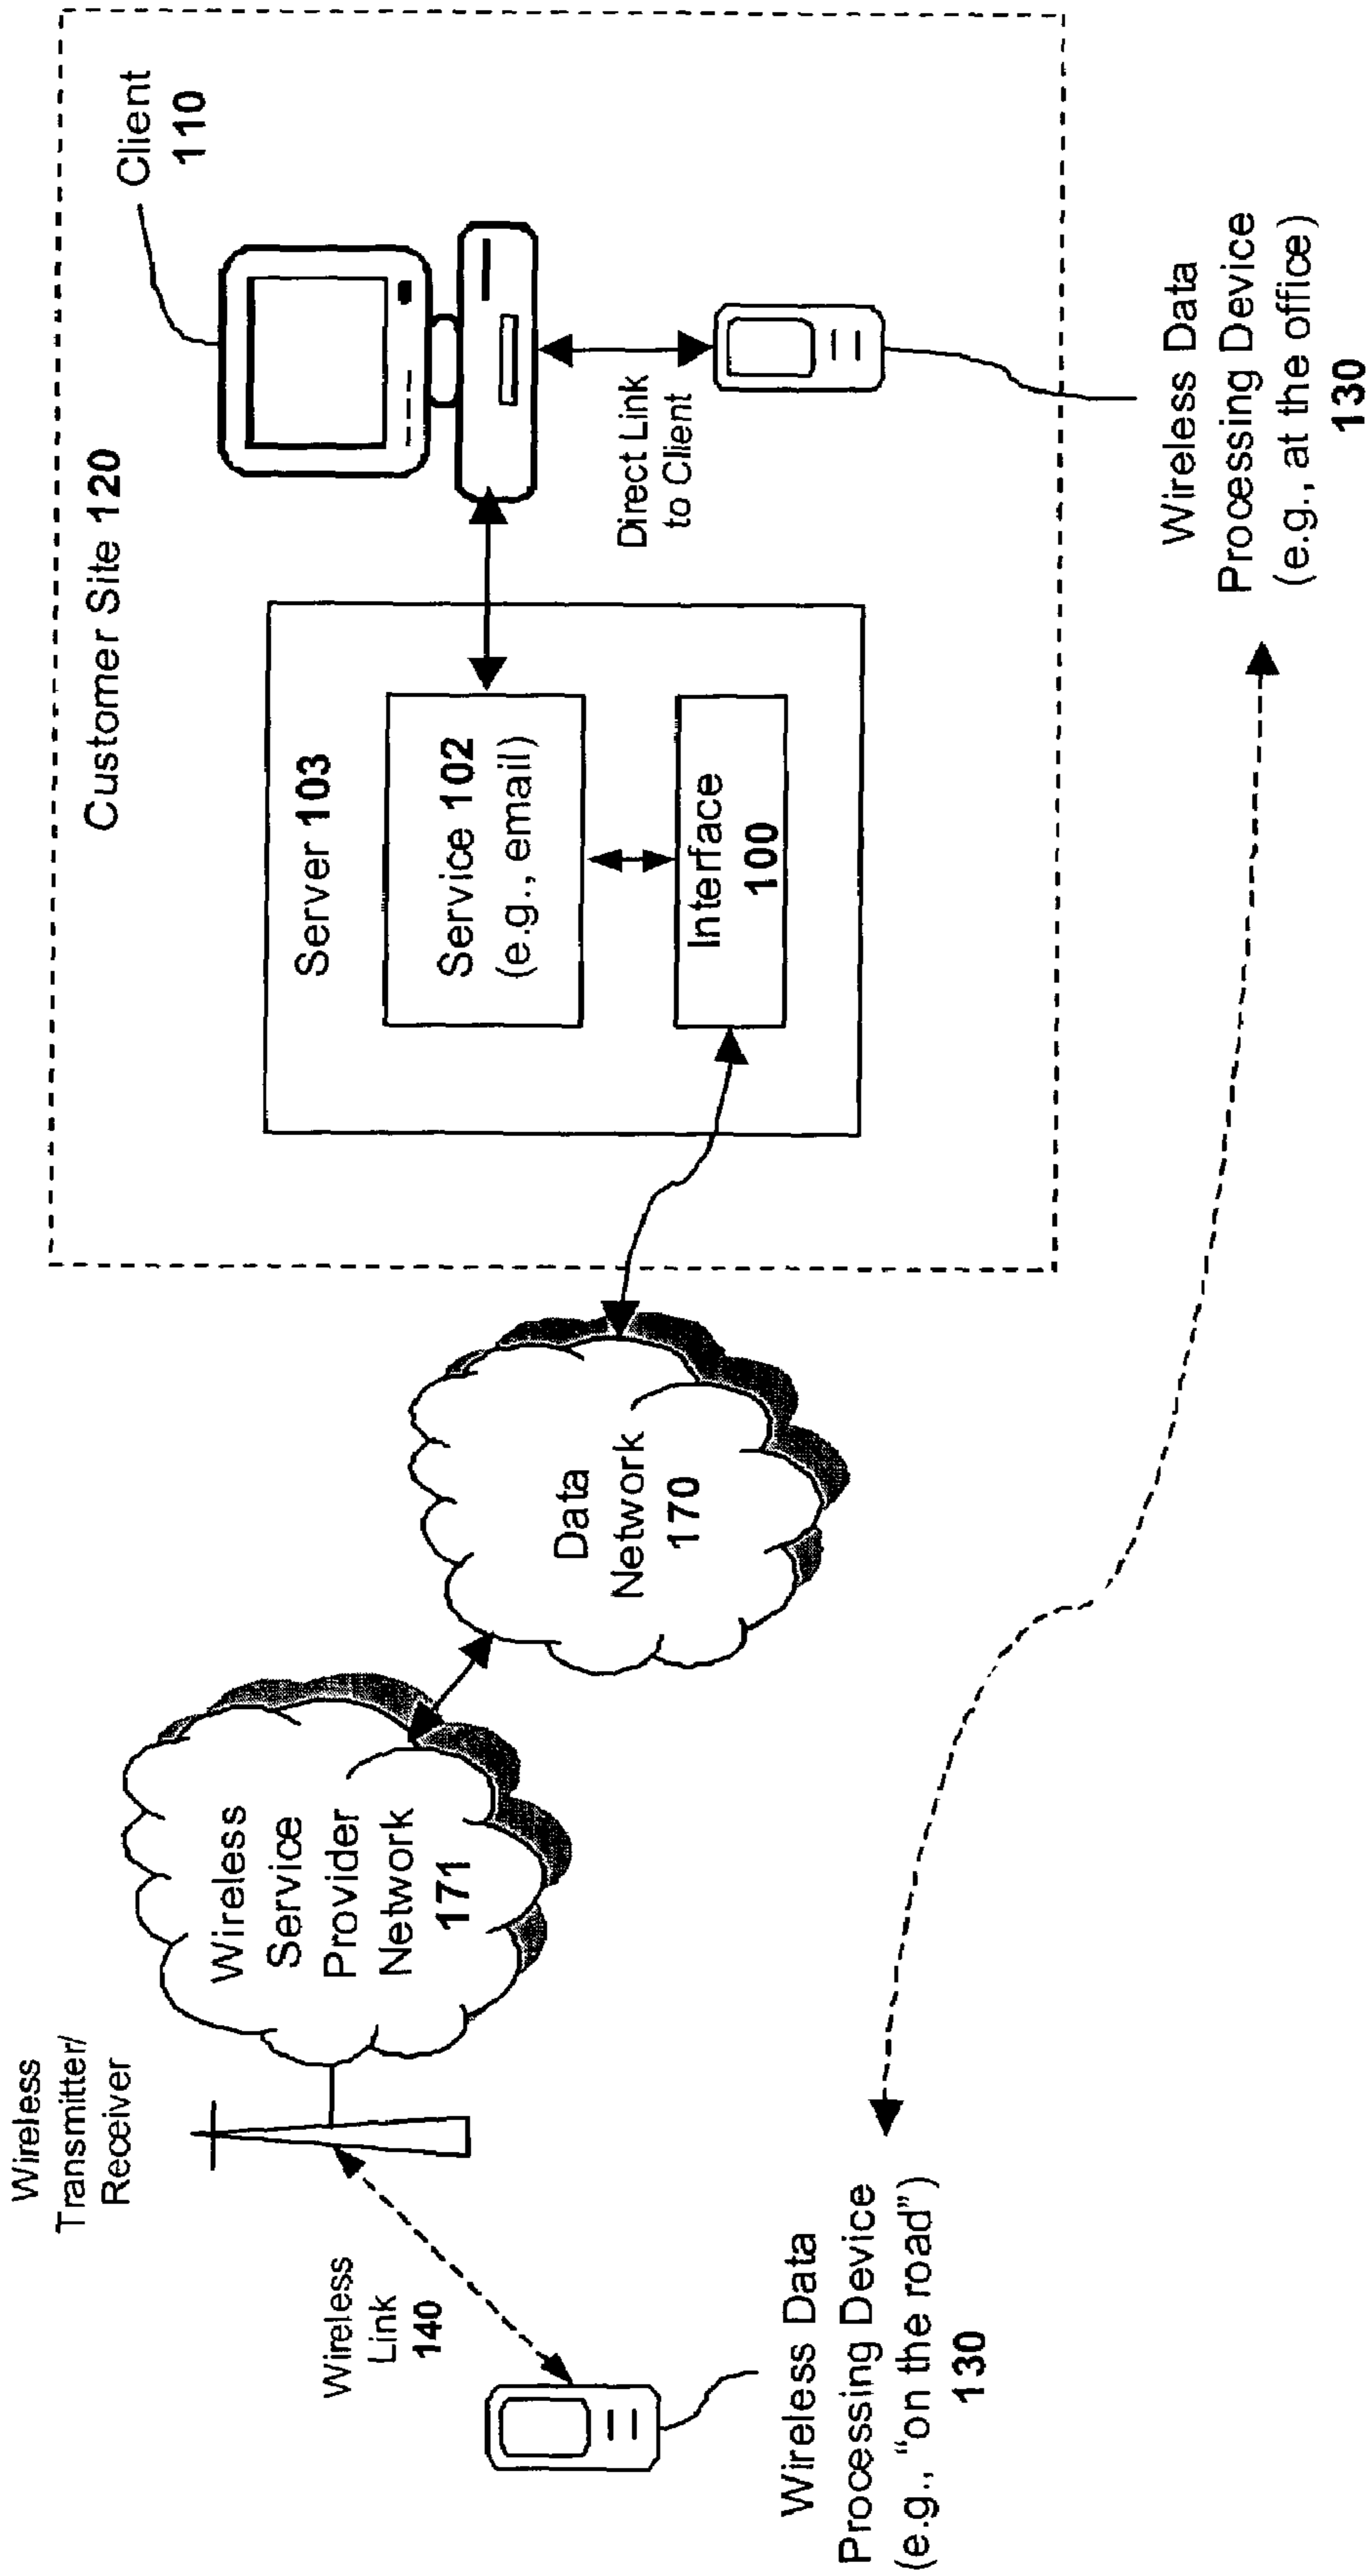 Wireless
Transmitter/
Receiver
Wireless
Service
Provider
Network
171
Wireless
Link
140
Wireless Data
Processing Device
(e.g., "on the road")
130
Data
Network
170
Customer Site 120
Server 103
Service 102
(e.g., email)
Interface
100
Client
110
Direct Link
to Client
Wireless Data
Processing Device
(e.g., at the office)
130